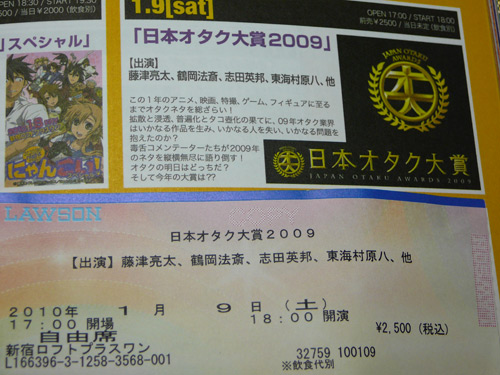 OPEN 18:30 / START 19:30
当日¥2000(飲食別)
1.9[sat]
OPEN 17:00 / START 18:00
前売¥2500 / 当日未定(飲食別)
」スペシャル」
「日本オタク大賞2009」
【出演】
藤津亮太、鶴岡法斎、志田英邦、東海村原八、他
この1年のアニメ、映画、特撮、ゲーム、フィギュアに至る
までオタクネタを総ざらい!
拡散と浸透、普遍化とタコ壺化の果てに、09年オタク業界
はいかなる作品を生み、いかなる人を失い、いかなる問題を
抱えたのか?
毒舌コメンテーターたちが2009年
のネタを縦横無尽に語り倒す!
オタクの明日はどっちだ?
そして今年の大賞は??
JAPAN OTAKU
AWARDS
日本オタク大賞
JAPAN OTAKU AWARDS 2009
にゃんこい!
LAWSON
日本オタク大賞2009
【出演】藤津亮太、鶴岡法斎、志田英邦、東海村原八、他
2010年 1月 9日(土)
17:00 開場 18:00 開演
自由席 ¥2,500(税込)
新宿ロフトプラスワン
L166396-3-1258-3568-001 32759 100109
※飲食代別